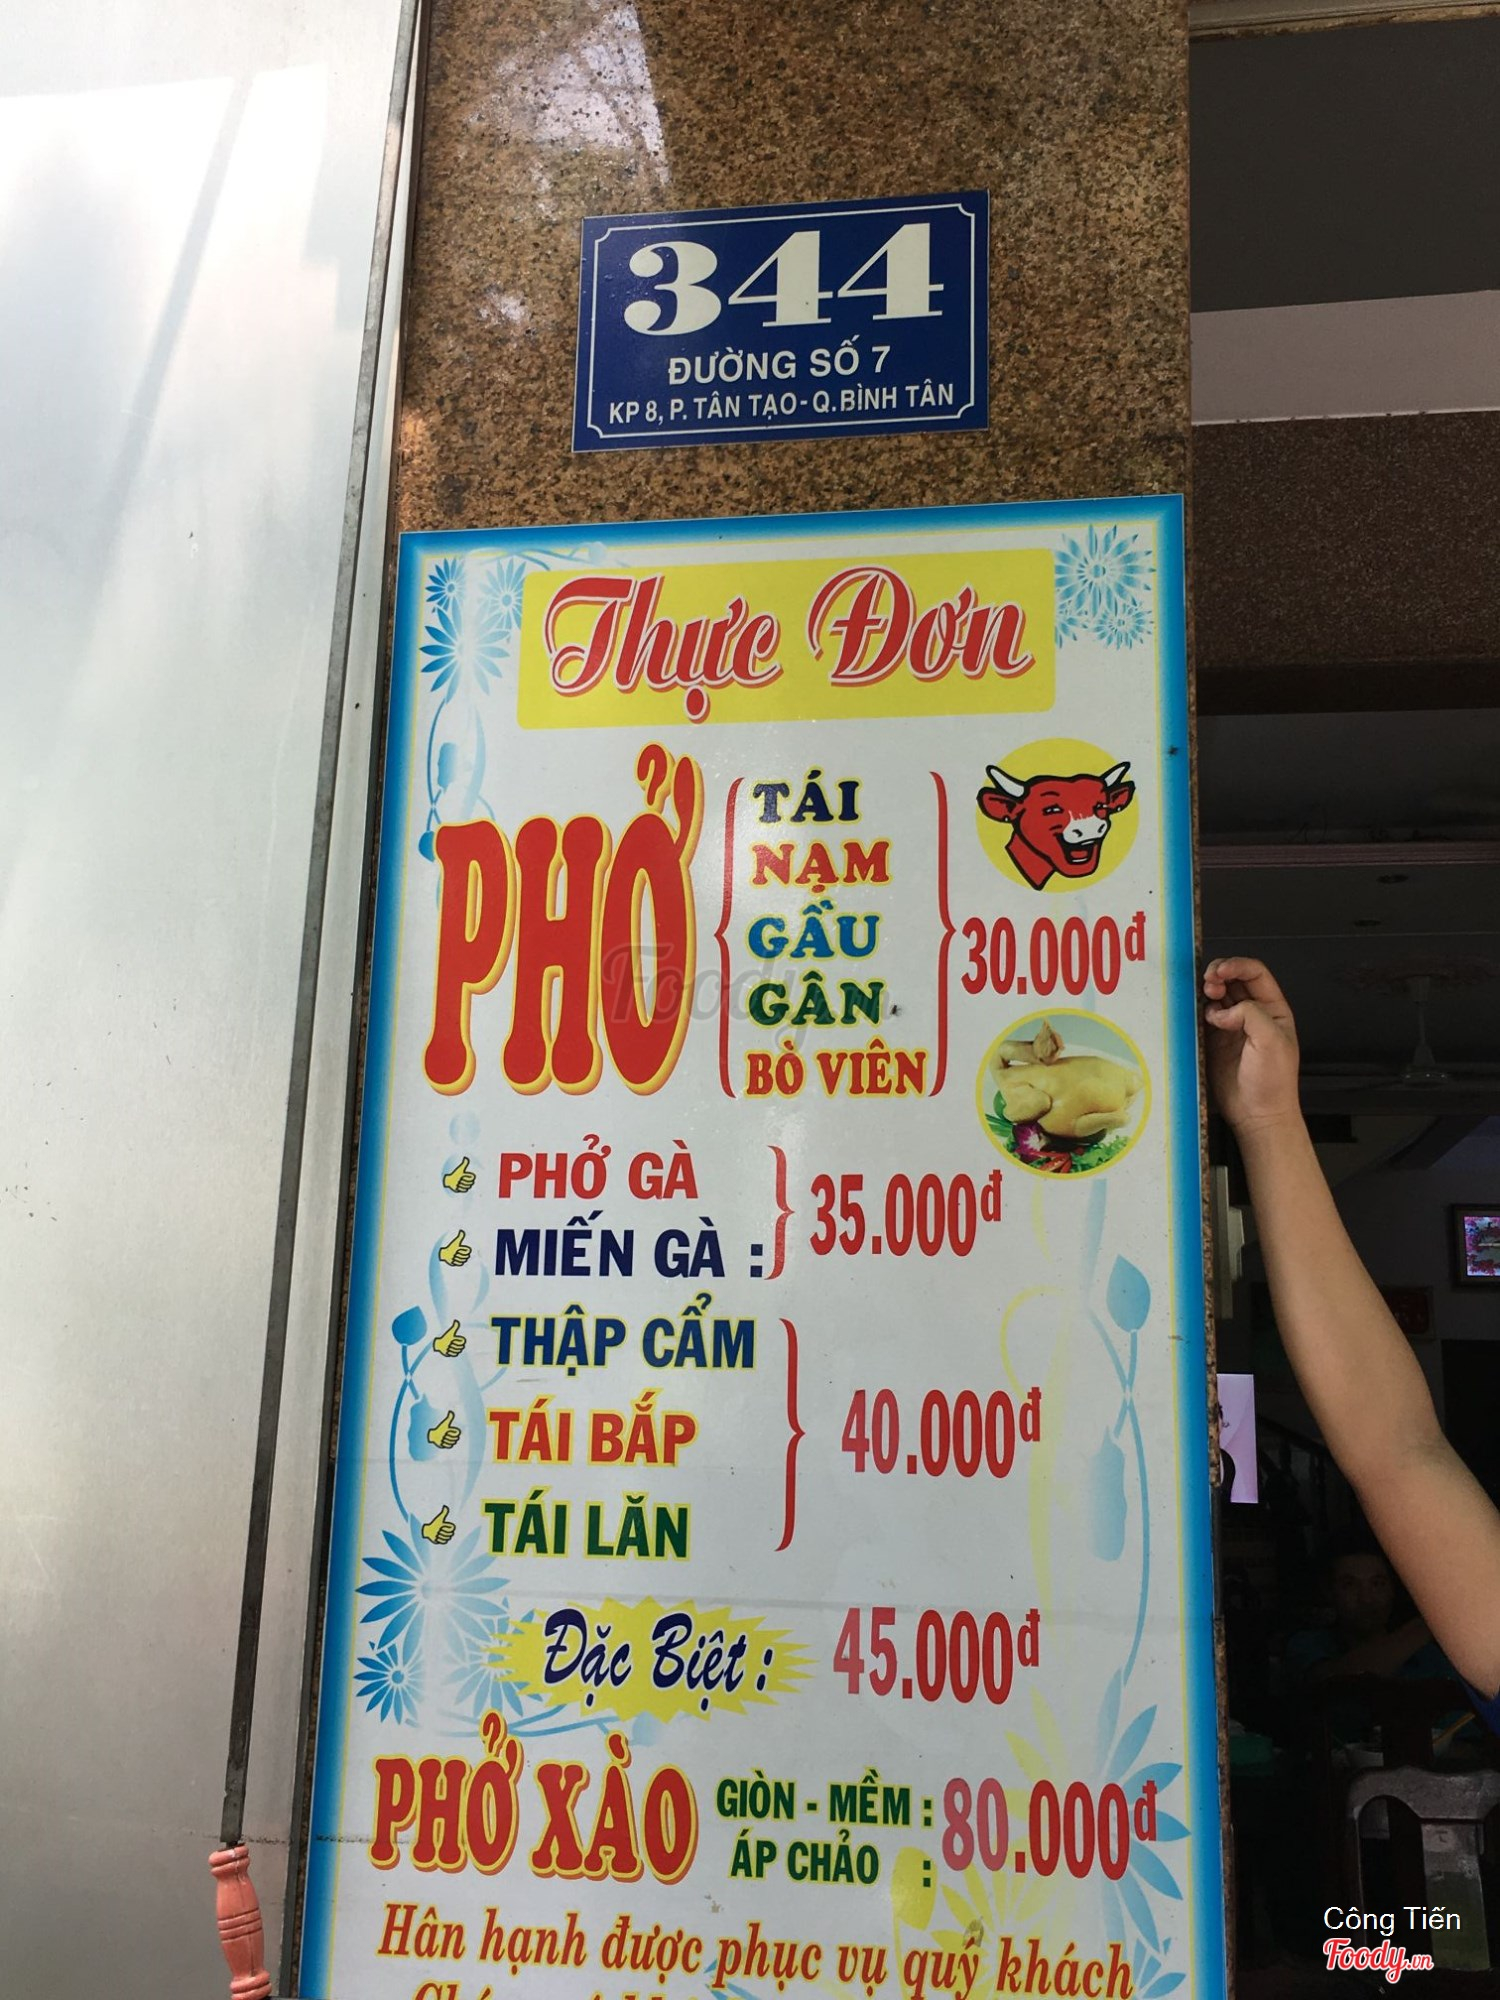 344
ĐƯỜNG SỐ 7
KP 8, P. TÂN TẠO - Q. BÌNH TÂN
Thực Đơn
PHỞ
TÁI
NẠM
GẦU
GÂN
BÒ VIÊN
30.000đ
PHỞ GÀ
MIẾN GÀ :
35.000đ
THẬP CẨM
TÁI BẮP
TÁI LĂN
40.000đ
Đặc Biệt : 45.000đ
PHỞ XÀO
GIÒN - MỀM :
ÁP CHẢO :
80.000đ
Hân hạnh được phục vụ quý khách
Foody.vn
Công Tiến
Foody.vn